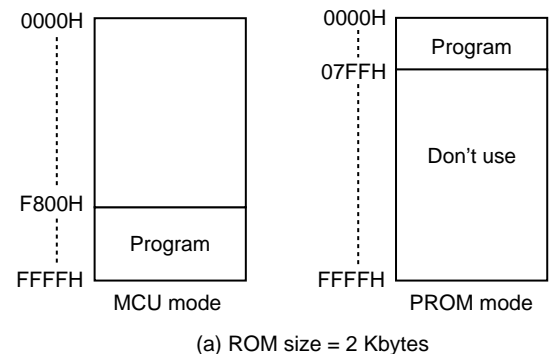 0000H
F800H
Program
FFFFH
MCU mode
0000H
Program
07FFH
Don't use
FFFFH
PROM mode
(a) ROM size = 2 Kbytes